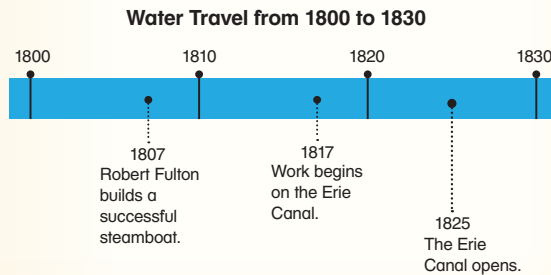 Water Travel from 1800 to 1830
1800
1810
1820
1830
1807
Robert Fulton
builds a
successful
steamboat.
1817
Work begins
on the Erie
Canal.
1825
The Erie
Canal opens.